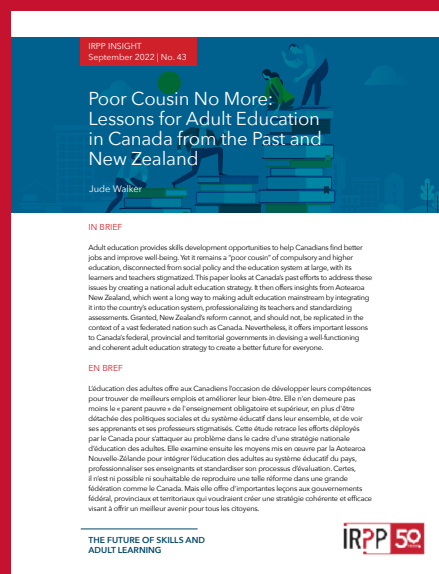 IRPP INSIGHT
September 2022 | No. 43
Poor Cousin No More:
Lessons for Adult Education
in Canada from the Past and
New Zealand
Jude Walker
IN BRIEF
Adult education provides skills development opportunities to help Canadians find better
jobs and improve well-being. Yet it remains a “poor cousin” of compulsory and higher
education, disconnected from social policy and the education system at large, with its
learners and teachers stigmatized. This paper looks at Canada’s past efforts to address these
issues by creating a national adult education strategy. It then offers insights from Aotearoa
New Zealand, which went a long way to making adult education mainstream by integrating
it into the country’s education system, professionalizing its teachers and standardizing
assessments. Granted, New Zealand’s reform cannot, and should not, be replicated in the
context of a vast federated nation such as Canada. Nevertheless, it offers important lessons
to Canada’s federal, provincial and territorial governments in devising a well-functioning
and coherent adult education strategy to create a better future for everyone.
EN BREF
L’éducation des adultes offre aux Canadiens l’occasion de développer leurs compétences
pour trouver de meilleurs emplois et améliorer leur bien-être. Elle n’en demeure pas
moins le « parent pauvre » de l’enseignement obligatoire et supérieur, en plus d’être
détachée des politiques sociales et du système éducatif dans leur ensemble, et de voir
ses apprenants et ses professeurs stigmatisés. Cette étude retrace les efforts déployés
par le Canada pour s’attaquer au problème dans le cadre d’une stratégie nationale
d’éducation des adultes. Elle examine ensuite les moyens mis en œuvre par la Aotearoa
Nouvelle-Zélande pour intégrer l’éducation des adultes au système éducatif du pays,
professionnaliser ses enseignants et standardiser son processus d’évaluation. Certes,
il n’est ni possible ni souhaitable de reproduire une telle réforme dans une grande
fédération comme le Canada. Mais elle offre d’importantes leçons aux gouvernements
fédéral, provinciaux et territoriaux qui voudraient créer une stratégie cohérente et efficace
visant à offrir un meilleur avenir pour tous les citoyens.
THE FUTURE OF SKILLS AND
ADULT LEARNING
IRPP 50